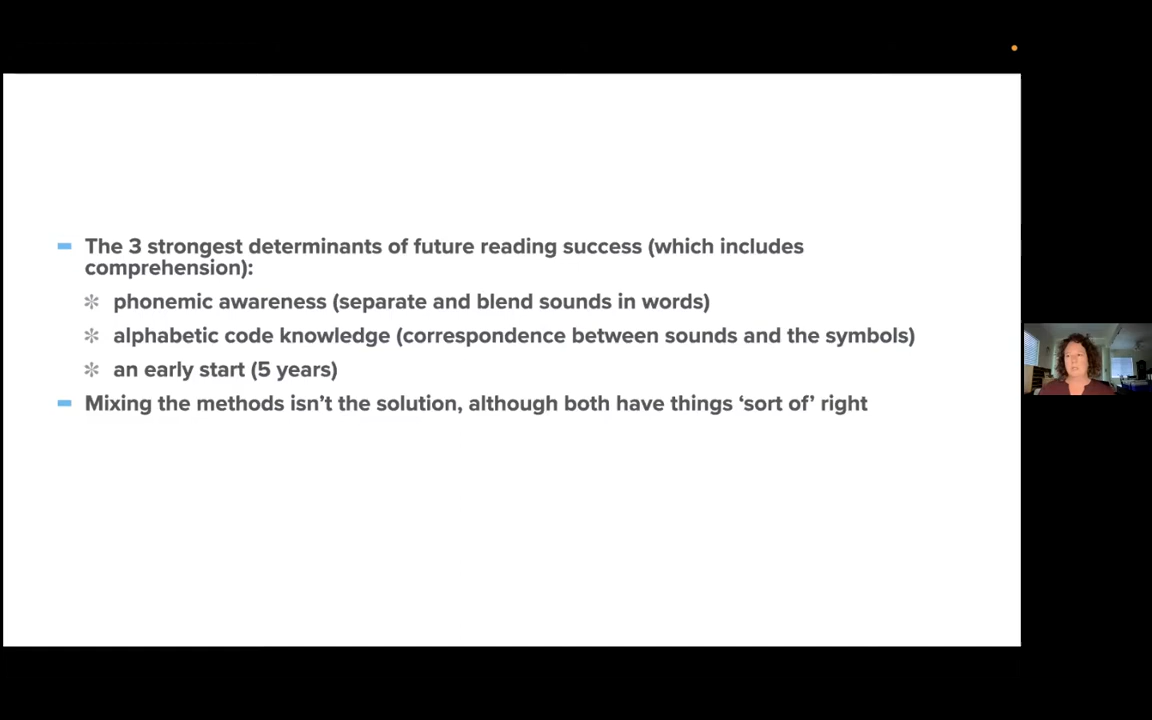 The 3 strongest determinants of future reading success (which includes
comprehension):
phonemic awareness (separate and blend sounds in words)
alphabetic code knowledge (correspondence between sounds and the symbols)
an early start (5 years)
Mixing the methods isn’t the solution, although both have things ‘sort of’ right